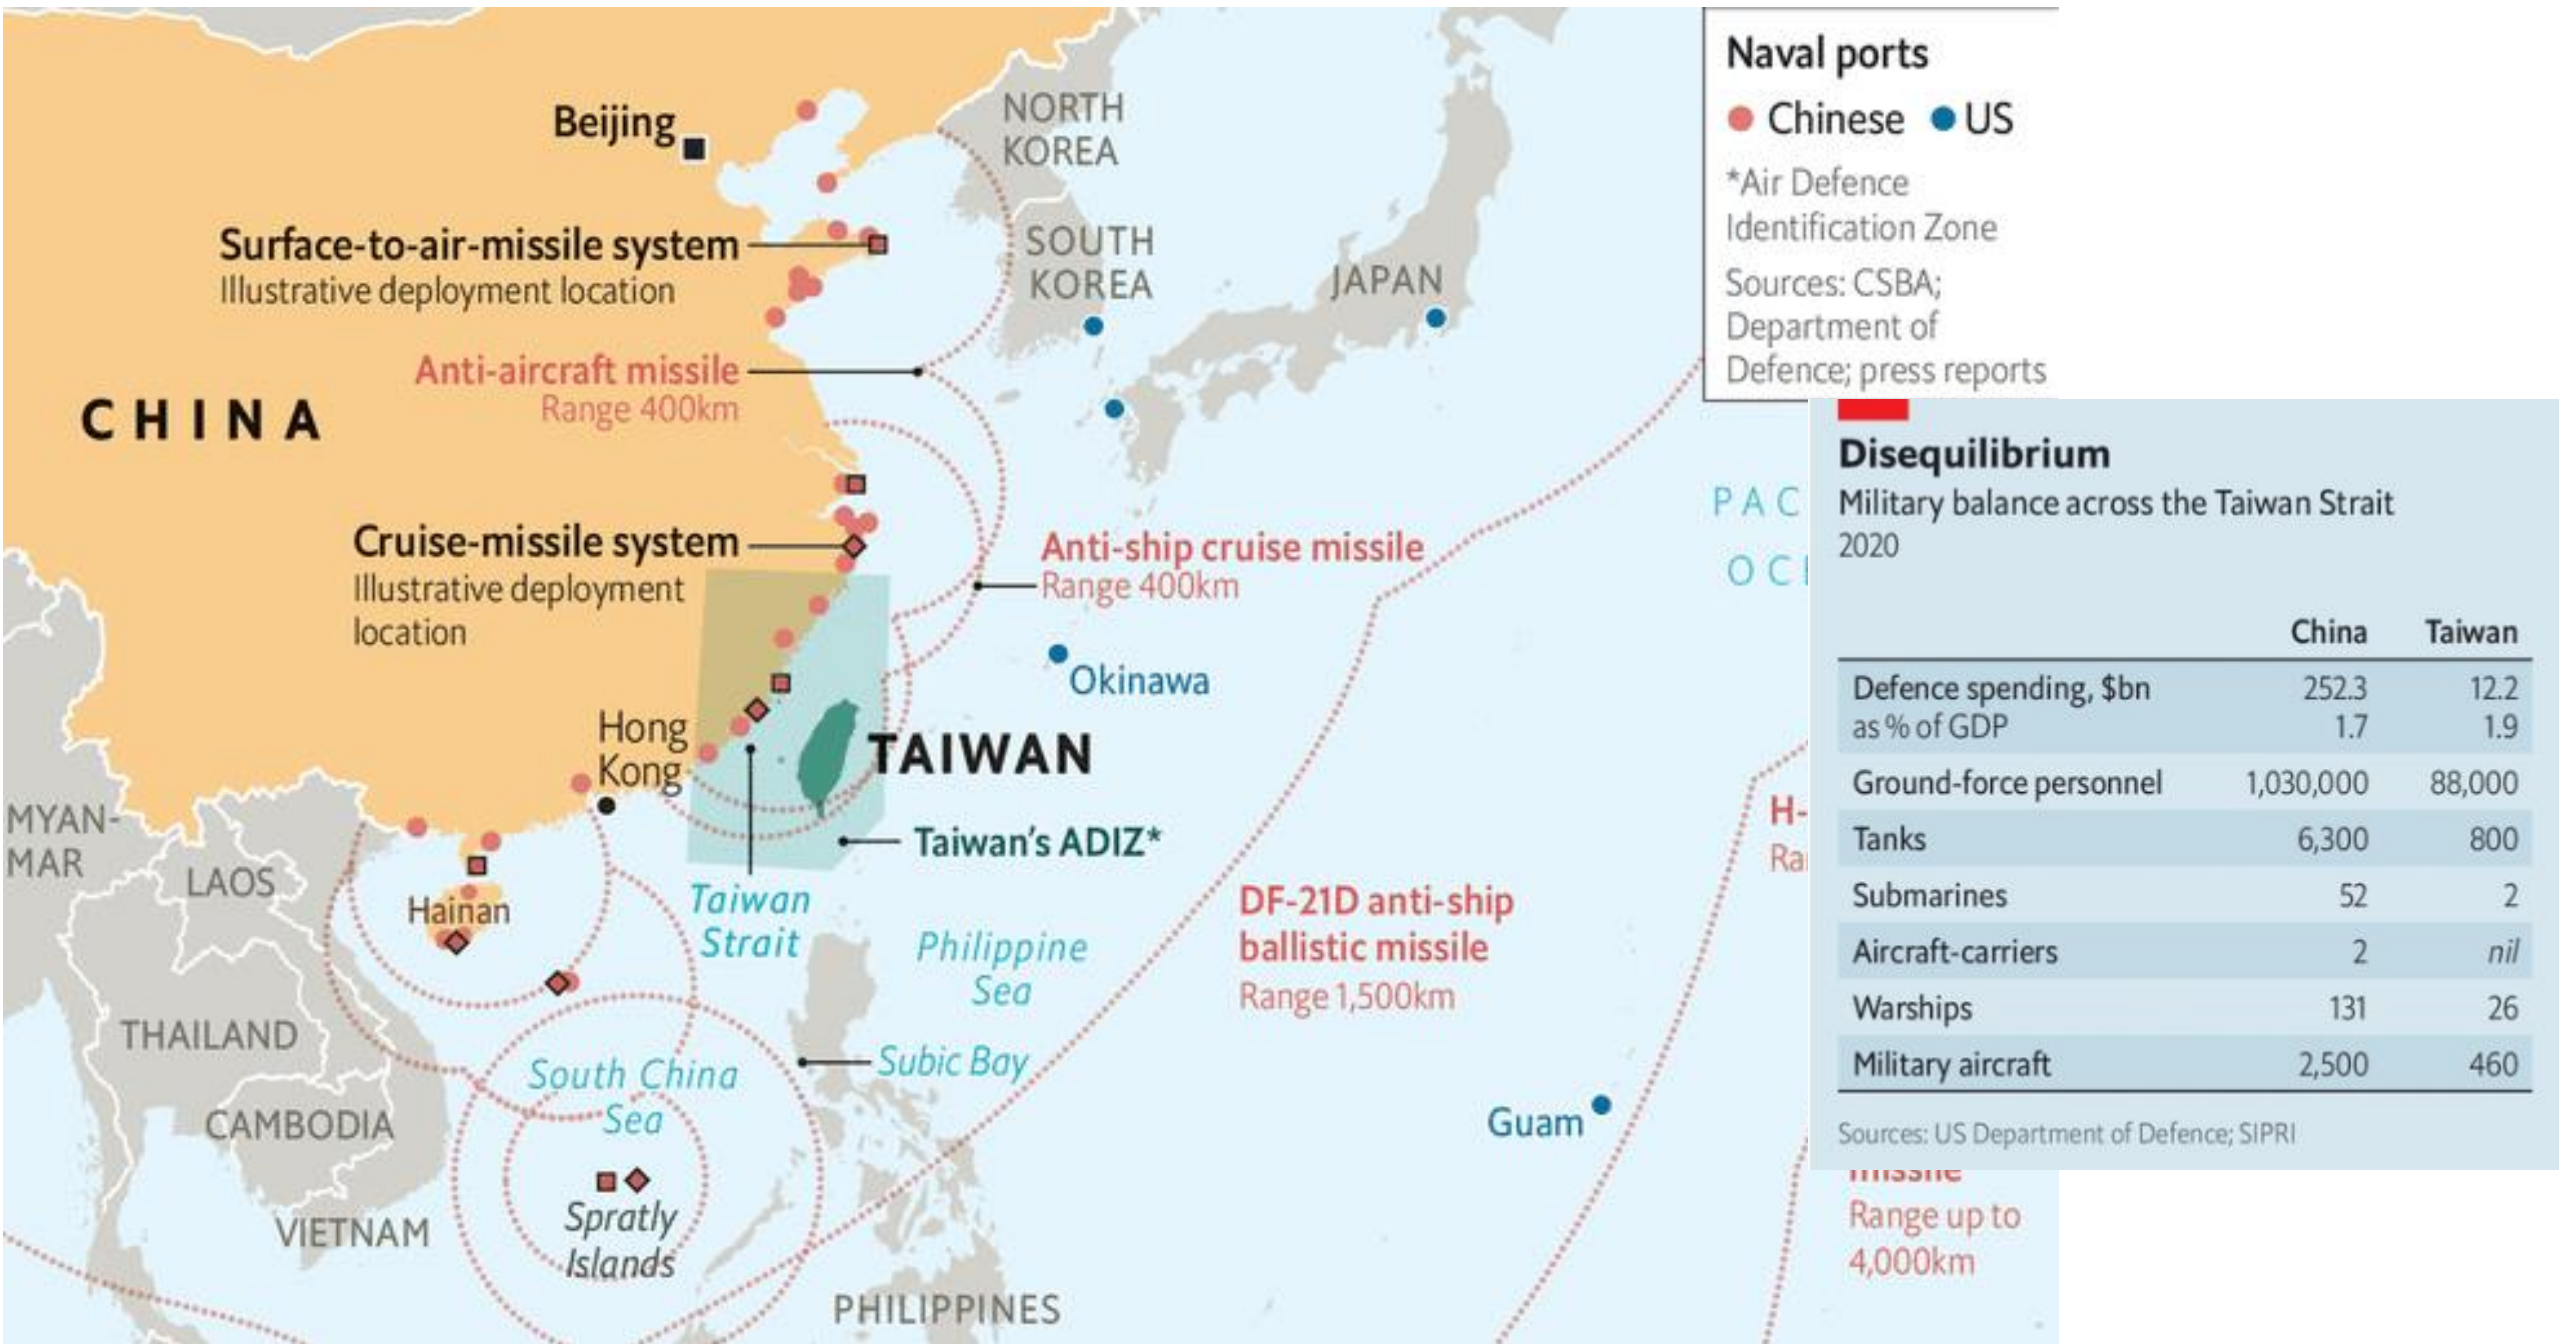 Naval ports
Chinese US
*Air Defence
Identification Zone
Sources: CSBA;
Department of
Defence; press reports
Beijing
NORTH
KOREA
SOUTH
KOREA
JAPAN
Surface-to-air-missile system
Illustrative deployment location
Anti-aircraft missile
Range 400km
CHINA
Cruise-missile system
Illustrative deployment
location
Anti-ship cruise missile
Range 400km
PAC
OC
Okinawa
Hong
Kong
TAIWAN
Taiwan's ADIZ*
Taiwan
Strait
MYAN-
MAR
LAOS
Hainan
Philippine
Sea
DF-21D anti-ship
ballistic missile
Range 1,500km
H-
Ra
THAILAND
South China
Sea
Subic Bay
CAMBODIA
Guam
Spratly
Islands
VIETNAM
PHILIPPINES
missile
Range up to
4,000km
Disequilibrium
Military balance across the Taiwan Strait
2020
China Taiwan
Defence spending, $bn 252.3 12.2
as % of GDP 1.7 1.9
Ground-force personnel 1,030,000 88,000
Tanks 6,300 800
Submarines 52 2
Aircraft-carriers 2 nil
Warships 131 26
Military aircraft 2,500 460
Sources: US Department of Defence; SIPRI